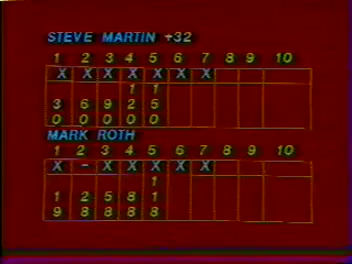 STEVE MARTIN +32
1 2 3 4 5 6 7 8 9 10
X X X X X X X
1 1
3 6 9 2 5
0 0 0 0 0
MARK ROTH
1 2 3 4 5 6 7 8 9 10
X - X X X X X
1
1 2 5 8 1
9 8 8 8 8